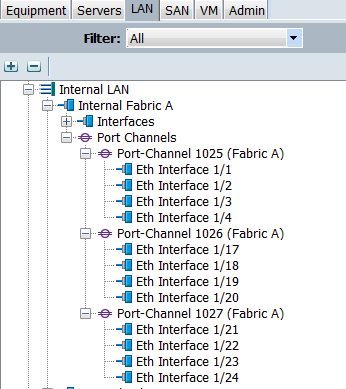 Equipment Servers LAN SAN VM Admin
Filter: All
Internal LAN
Internal Fabric A
Interfaces
Port Channels
Port-Channel 1025 (Fabric A)
Eth Interface 1/1
Eth Interface 1/2
Eth Interface 1/3
Eth Interface 1/4
Port-Channel 1026 (Fabric A)
Eth Interface 1/17
Eth Interface 1/18
Eth Interface 1/19
Eth Interface 1/20
Port-Channel 1027 (Fabric A)
Eth Interface 1/21
Eth Interface 1/22
Eth Interface 1/23
Eth Interface 1/24